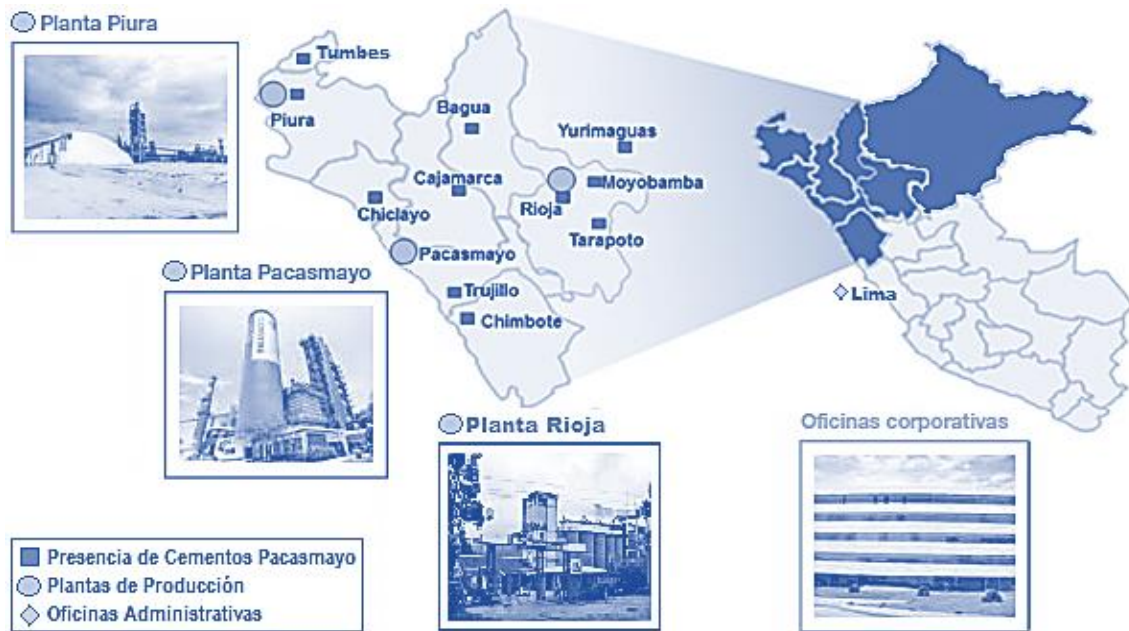 Planta Piura
Tumbes
Piura
Bagua
Yurimaguas
Cajamarca
Moyobamba
Rioja
Chiclayo
Tarapoto
Pacasmayo
Planta Pacasmayo
Trujillo
Chimbote
Lima
Planta Rioja
Oficinas corporativas
Presencia de Cementos Pacasmayo
Plantas de Producción
Oficinas Administrativas